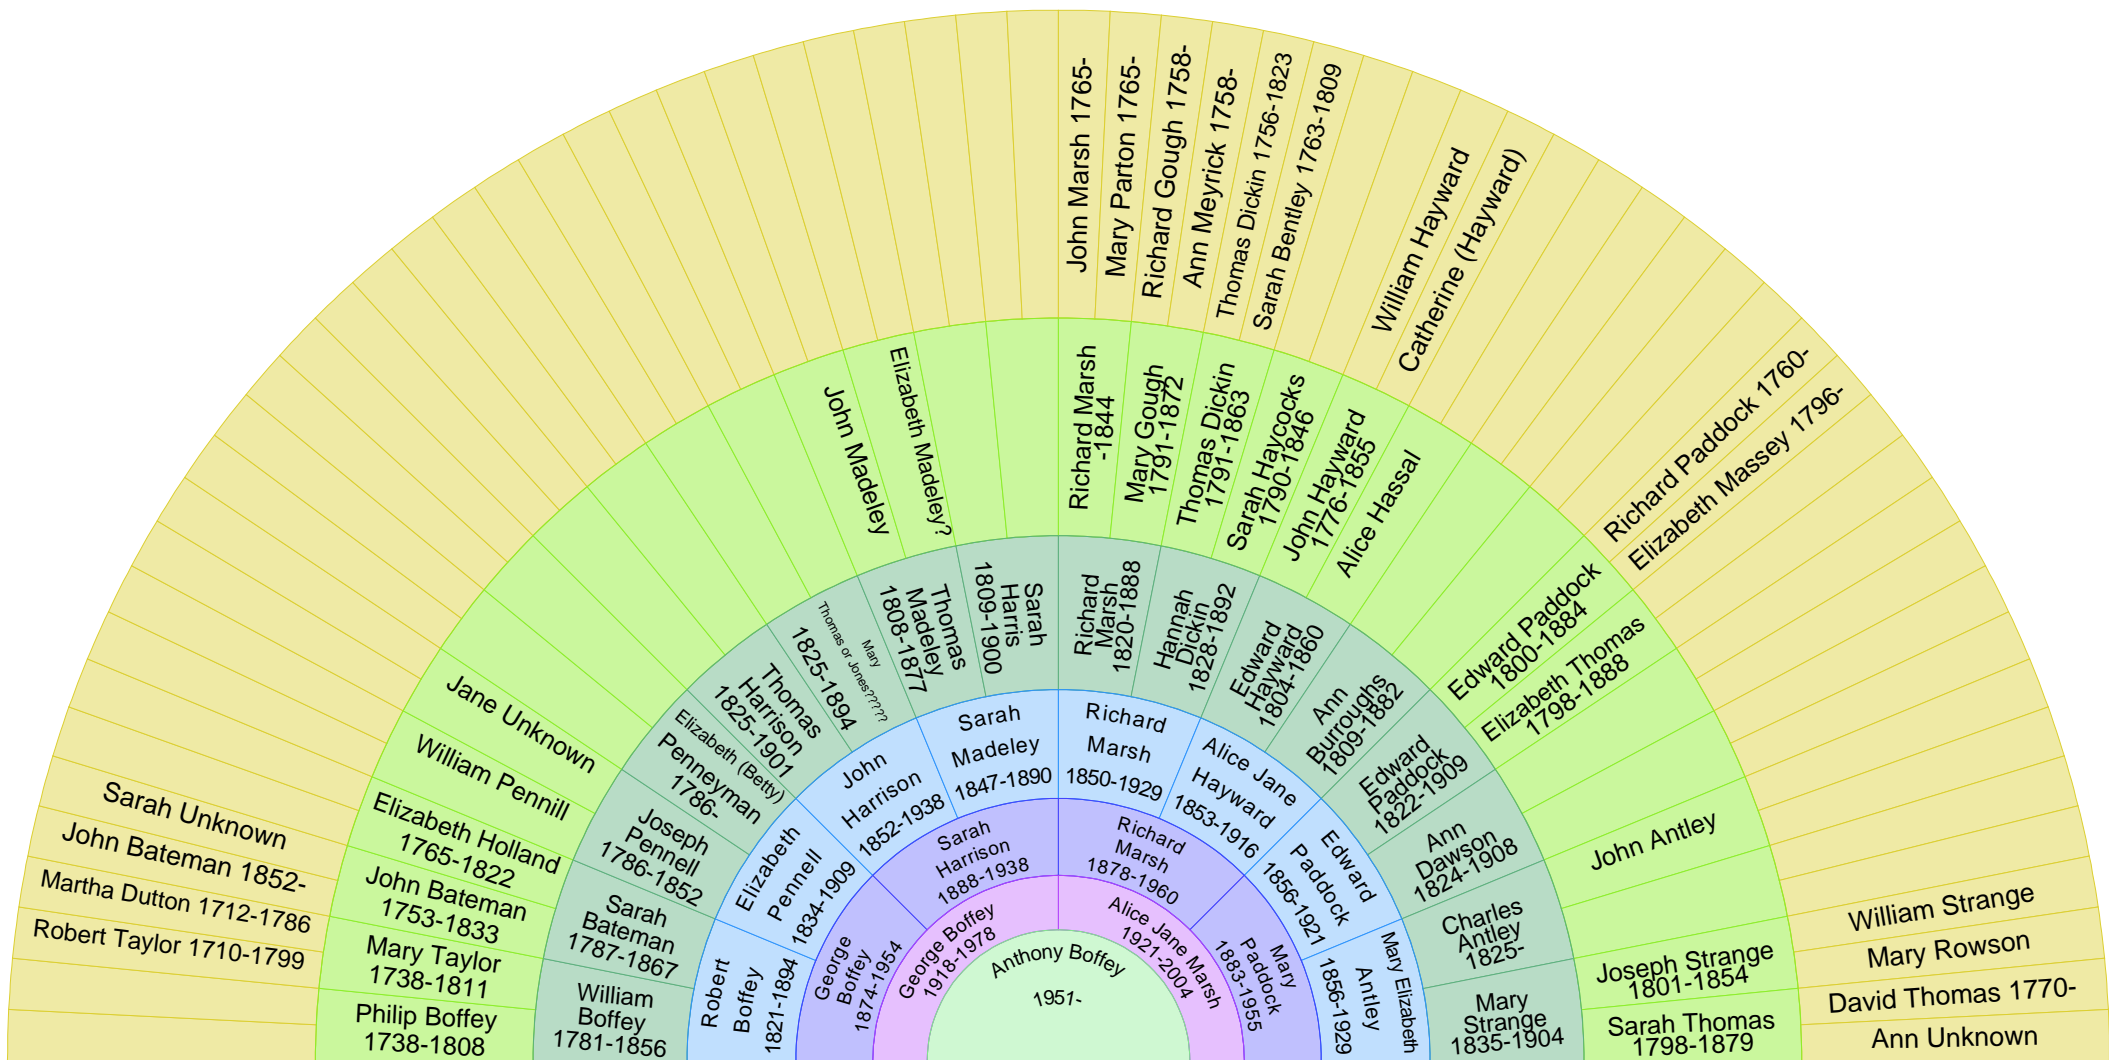 Anthony Boffey
1951-
George Boffey
1918-1978
Alice Jane Marsh
1921-2004
George
Boffey
1874-1954
Sarah
Harrison
1888-1938
Richard
Marsh
1878-1960
Mary
Paddock
1883-1955
Robert
Boffey
1821-1894
Elizabeth
Pennell
1834-1909
John
Harrison
1852-1938
Sarah
Madeley
1847-1890
Richard
Marsh
1850-1929
Alice Jane
Hayward
1853-1916
Edward
Paddock
1856-1921
Mary Elizabeth
Antley
1856-1929
William
Boffey
1781-1856
Sarah
Bateman
1787-1867
Joseph
Pennell
1786-1852
Elizabeth (Betty)
Penneyman
1786-
Thomas
Harrison
1825-1901
Mary
Thomas or Jones?????
1825-1894
Thomas
Madeley
1808-1877
Sarah
Harris
1809-1900
Richard
Marsh
1820-1888
Hannah
Dickin
1828-1892
Edward
Hayward
1804-1860
Ann
Burroughs
1809-1882
Edward
Paddock
1822-1909
Ann
Dawson
1824-1908
Charles
Antley
1825-
Mary
Strange
1835-1904
Philip Boffey
1738-1808
Mary Taylor
1738-1811
John Bateman
1753-1833
Elizabeth Holland
1765-1822
William Pennill
Jane Unknown
John Madeley
Elizabeth Madeley?
Richard Marsh
-1844
Mary Gough
1791-1872
Thomas Dickin
1791-1863
Sarah Haycocks
1790-1846
John Hayward
1776-1855
Alice Hassal
Edward Paddock
1800-1884
Elizabeth Thomas
1798-1888
John Antley
Joseph Strange
1801-1854
Sarah Thomas
1798-1879
Robert Taylor 1710-1799
Martha Dutton 1712-1786
John Bateman 1852-
Sarah Unknown
John Marsh 1765-
Mary Parton 1765-
Richard Gough 1758-
Ann Meyrick 1758-
Thomas Dickin 1756-1823
Sarah Bentley 1763-1809
William Hayward
Catherine (Hayward)
Richard Paddock 1760-
Elizabeth Massey 1796-
William Strange
Mary Rowson
David Thomas 1770-
Ann Unknown